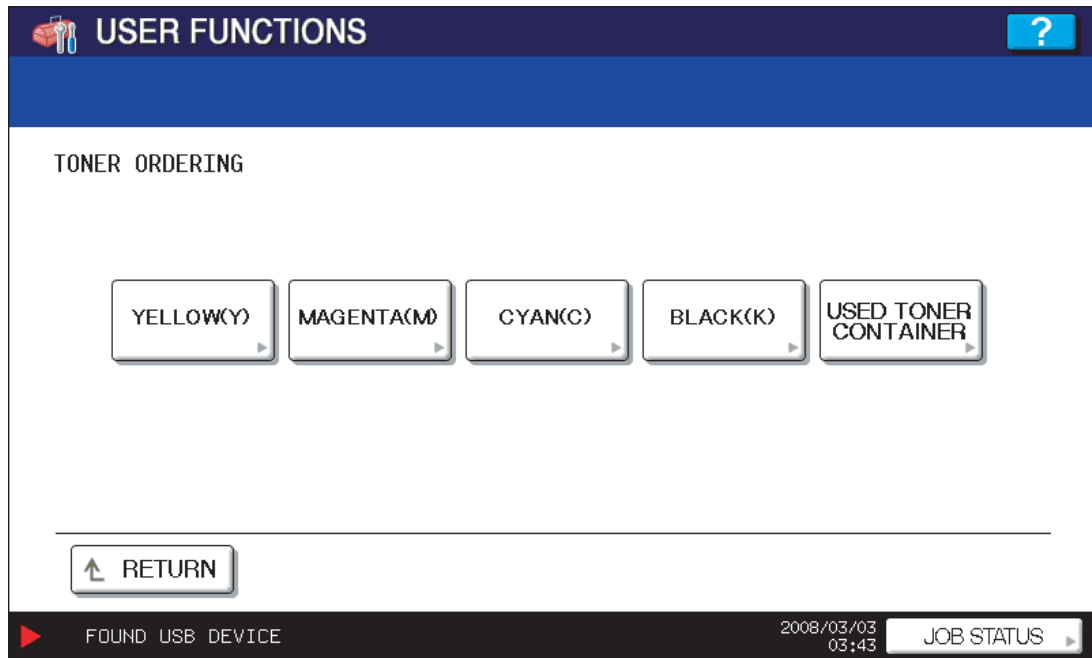 USER FUNCTIONS
?
TONER ORDERING
YELLOW(Y)
MAGENTA(M)
CYAN(C)
BLACK(K)
USED TONER
CONTAINER
RETURN
FOUND USB DEVICE
2008/03/03
03:43
JOB STATUS